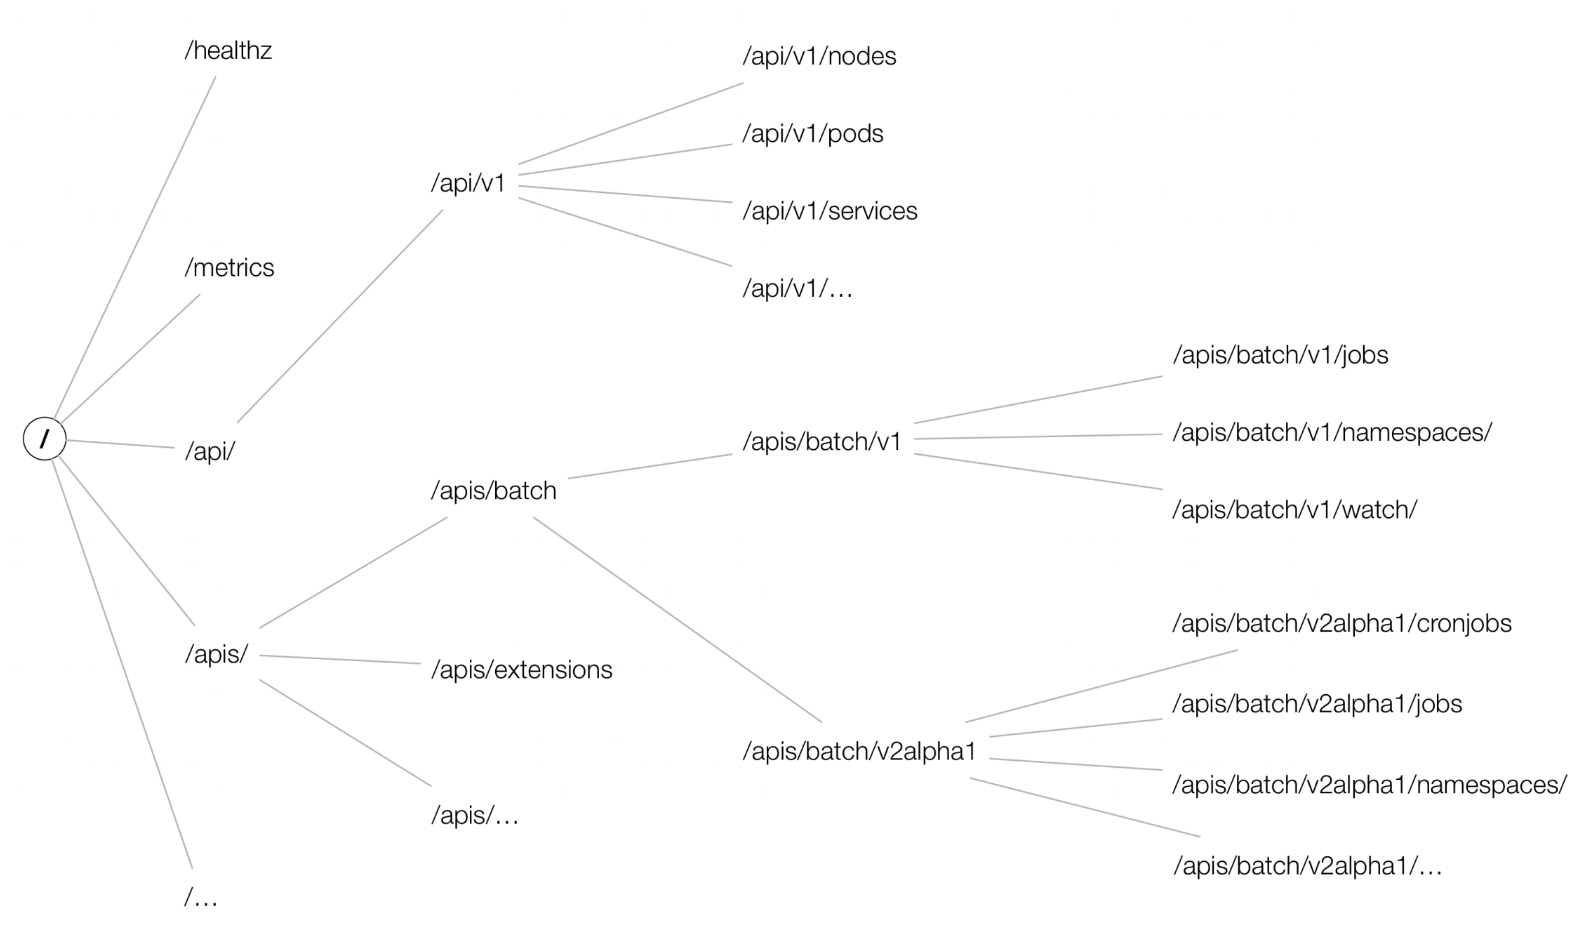 /healthz
/metrics
/
/api/
/apis/
/…
/api/v1
/apis/batch
/apis/extensions
/apis/…
/api/v1/nodes
/api/v1/pods
/api/v1/services
/api/v1/…
/apis/batch/v1
/apis/batch/v2alpha1
/apis/batch/v1/jobs
/apis/batch/v1/namespaces/
/apis/batch/v1/watch/
/apis/batch/v2alpha1/cronjobs
/apis/batch/v2alpha1/jobs
/apis/batch/v2alpha1/namespaces/
/apis/batch/v2alpha1/…